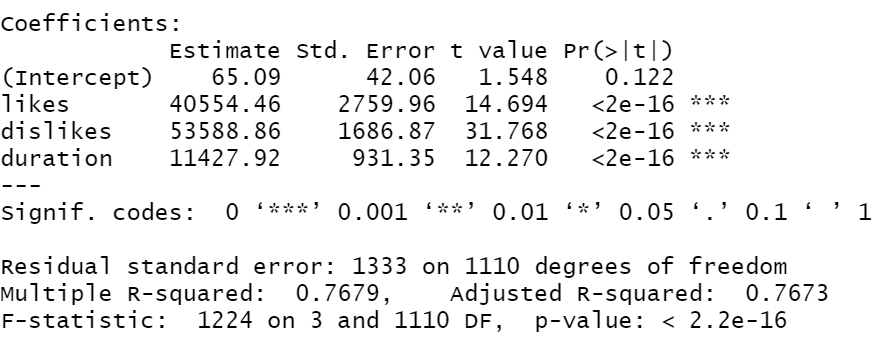 Coefficients:
            Estimate Std. Error t value Pr(>|t|)
(Intercept)    65.09      42.06   1.548    0.122
likes       40554.46    2759.96  14.694   <2e-16 ***
dislikes    53588.86    1686.87  31.768   <2e-16 ***
duration    11427.92     931.35  12.270   <2e-16 ***
---
Signif. codes:  0 ‘***’ 0.001 ‘**’ 0.01 ‘*’ 0.05 ‘.’ 0.1 ‘ ’ 1

Residual standard error: 1333 on 1110 degrees of freedom
Multiple R-squared:  0.7679,    Adjusted R-squared:  0.7673
F-statistic:  1224 on 3 and 1110 DF,  p-value: < 2.2e-16